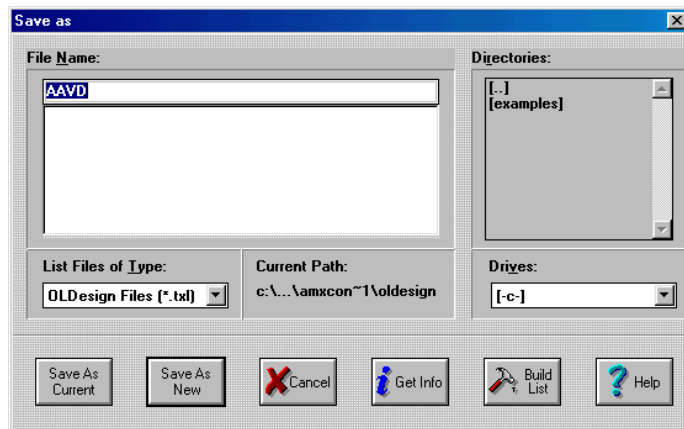 Save as
File Name:
AAVD
Directories:
[..]
[examples]
List Files of Type:
OLDesign Files (*.txl)
Current Path:
c:\...\amxcon~1\oldesign
Drives:
[-c-]
Save As
Current
Save As
New
Cancel
Get Info
Build
List
Help